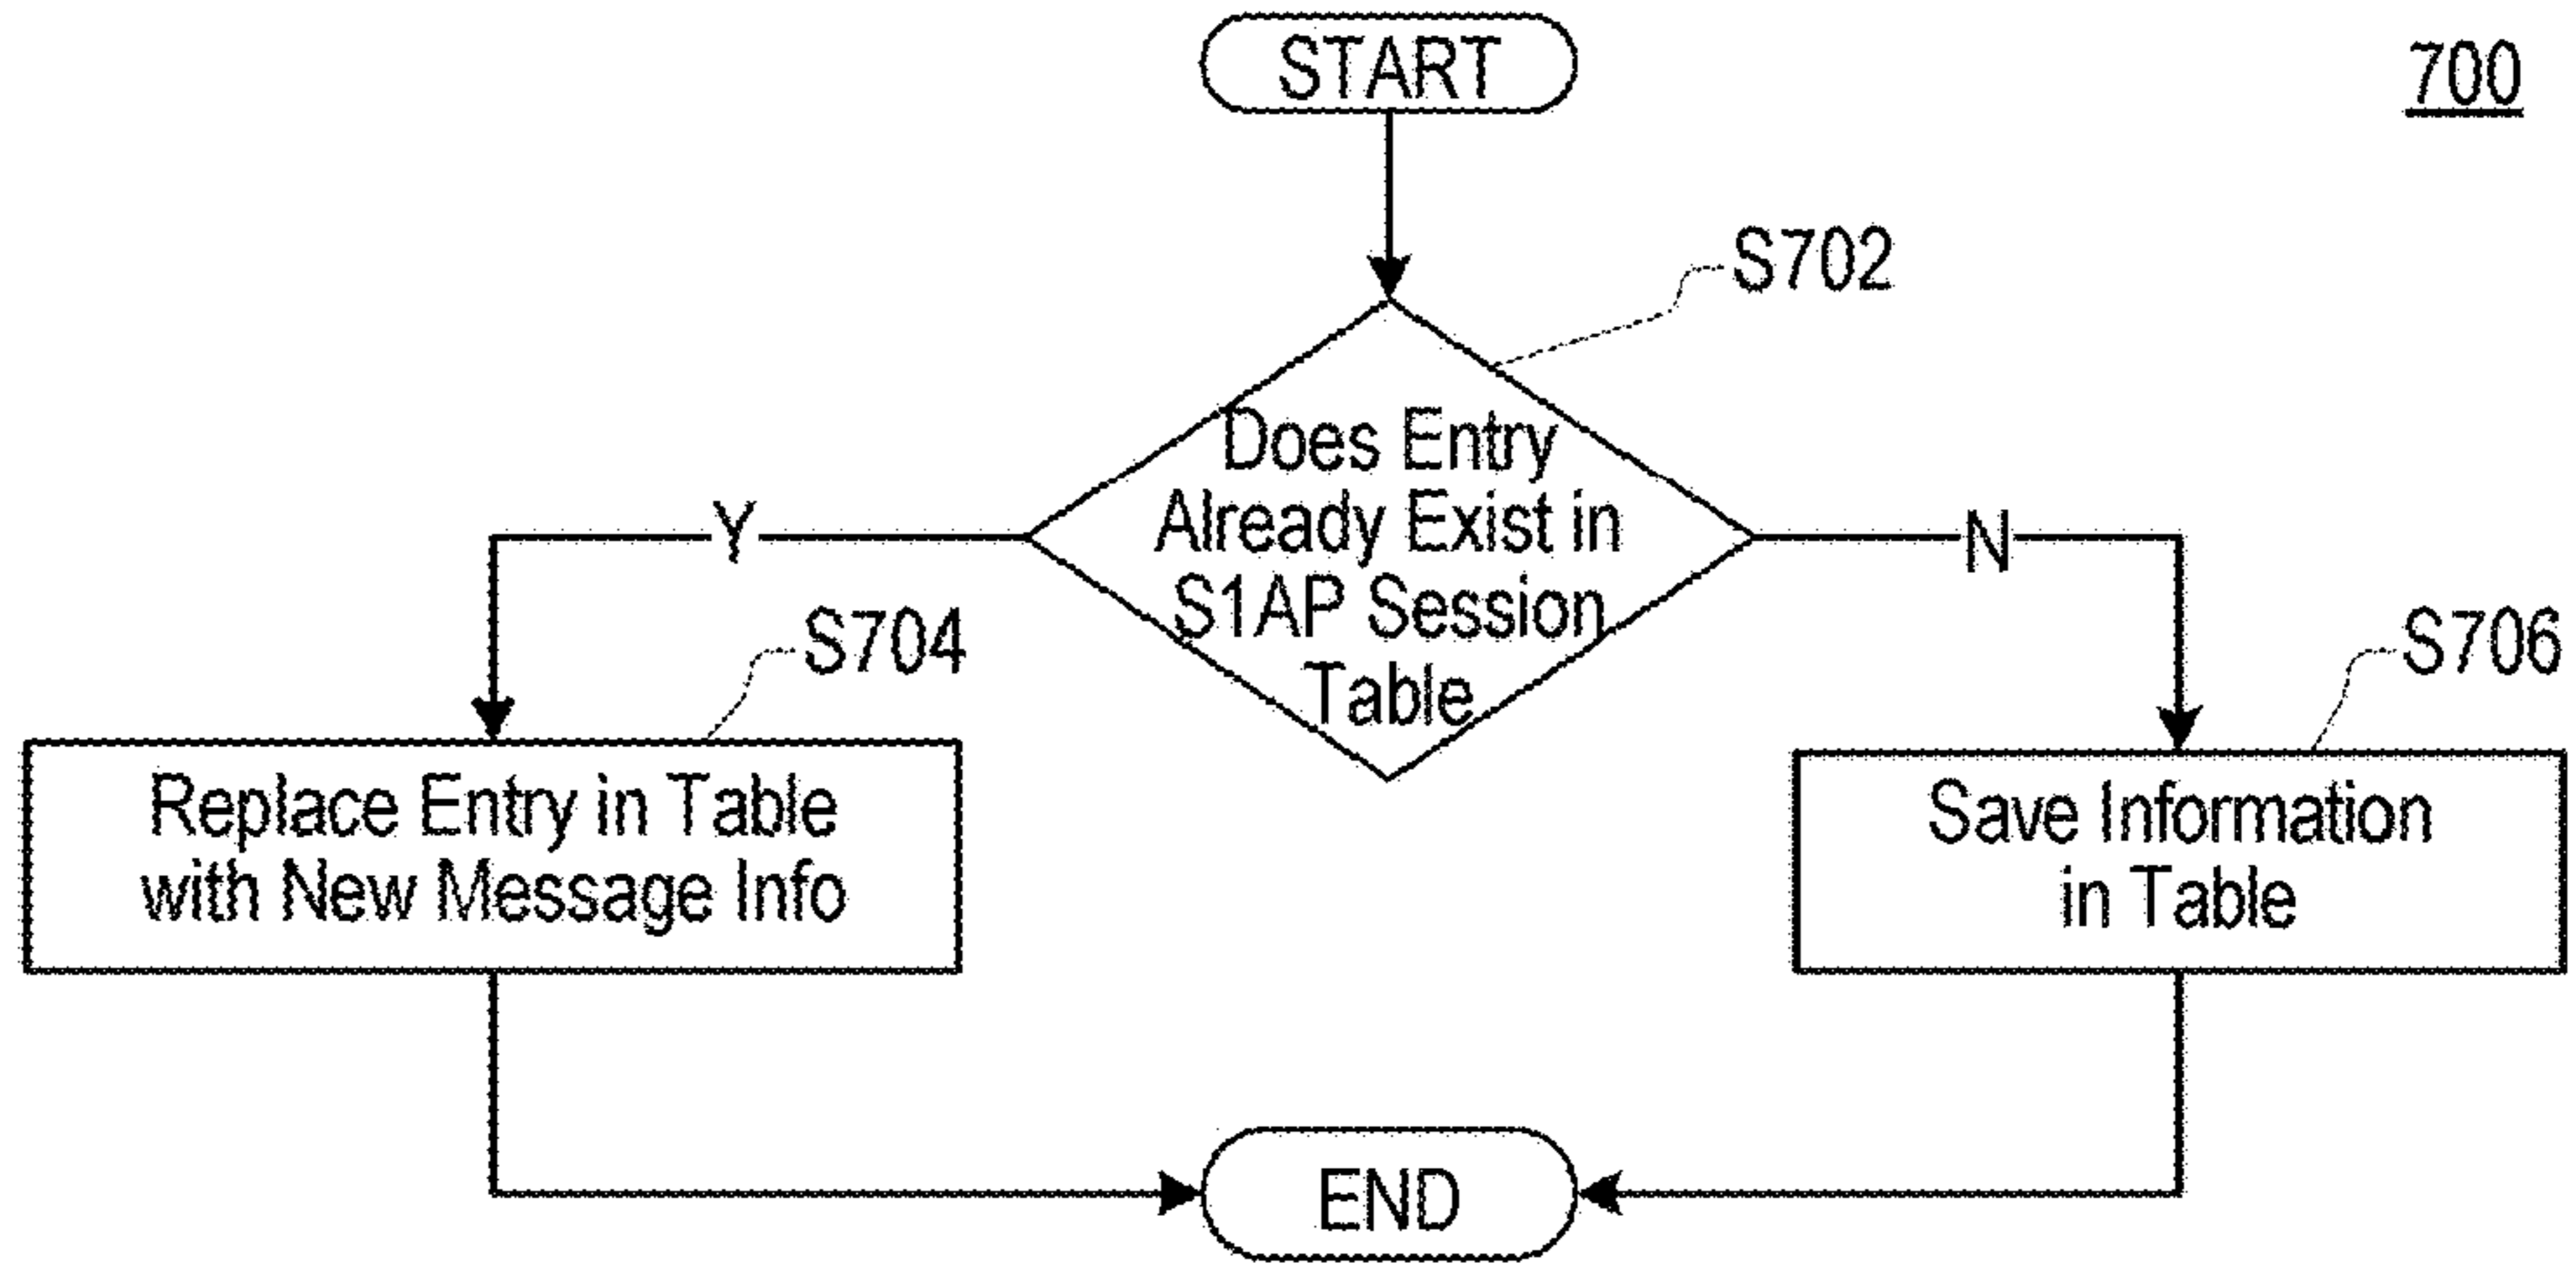 START
700
S702
Does Entry
Already Exist in
S1AP Session
Table
Y
N
S704
S706
Replace Entry in Table
with New Message Info
Save Information
in Table
END